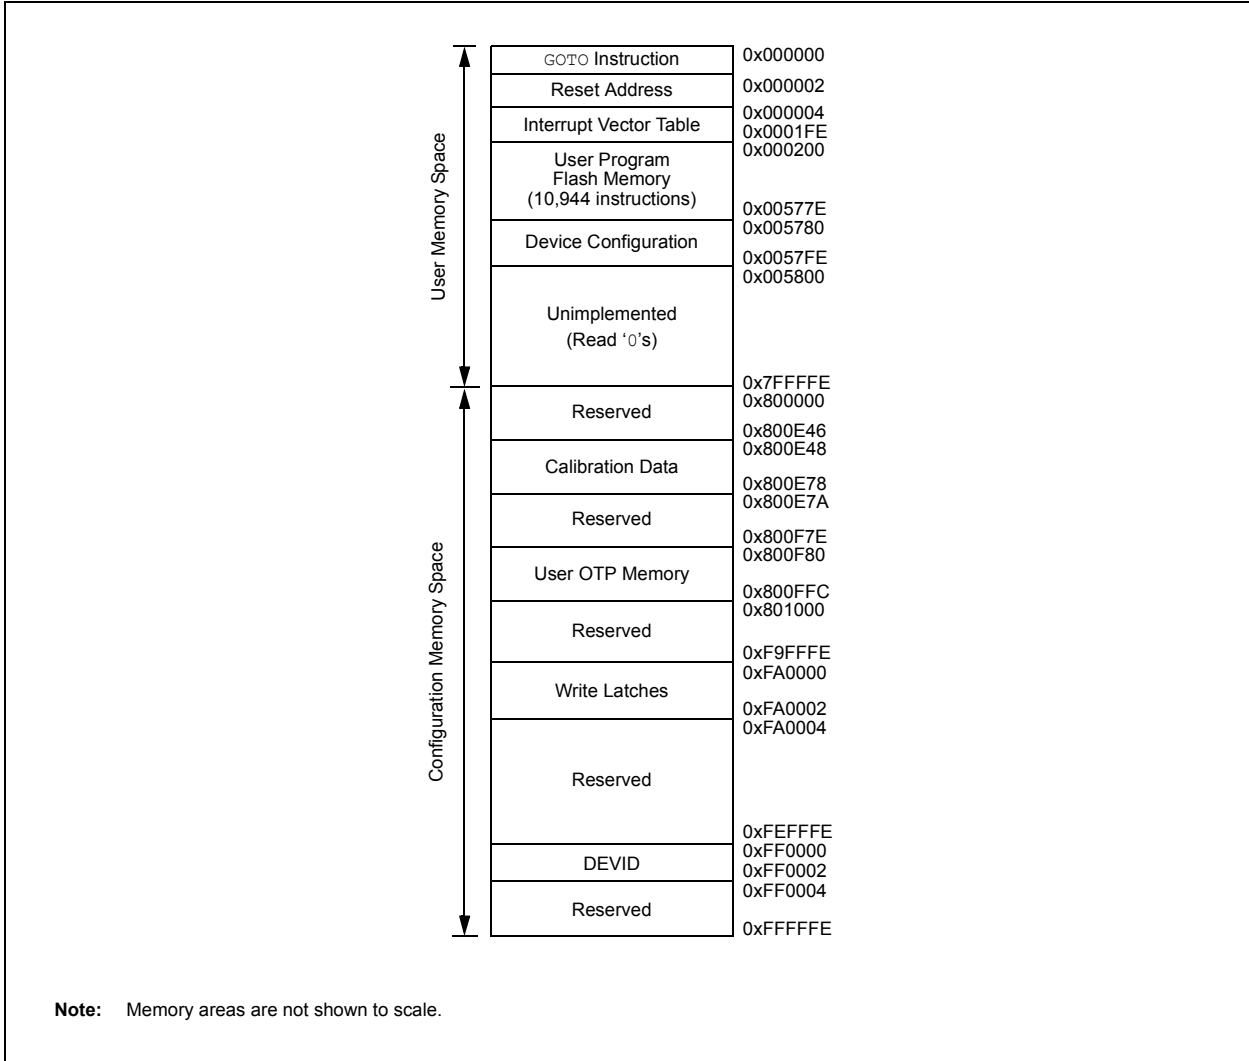 GOTO Instruction
0x000000
Reset Address
0x000002
Interrupt Vector Table
0x000004
0x0001FE
User Memory Space
User Program
Flash Memory
(10,944 instructions)
0x000200
0x00577E
Device Configuration
0x005780
0x0057FE
Unimplemented
(Read ‘0’s)
0x005800
0x7FFFFE
Configuration Memory Space
Reserved
0x800000
0x800E46
Calibration Data
0x800E48
0x800E78
Reserved
0x800E7A
0x800F7E
User OTP Memory
0x800F80
0x800FFC
Reserved
0x801000
0xF9FFFE
Write Latches
0xFA0000
0xFA0002
Reserved
0xFA0004
0xFEFFFE
DEVID
0xFF0000
0xFF0002
Reserved
0xFF0004
0xFFFFFE
Note: Memory areas are not shown to scale.